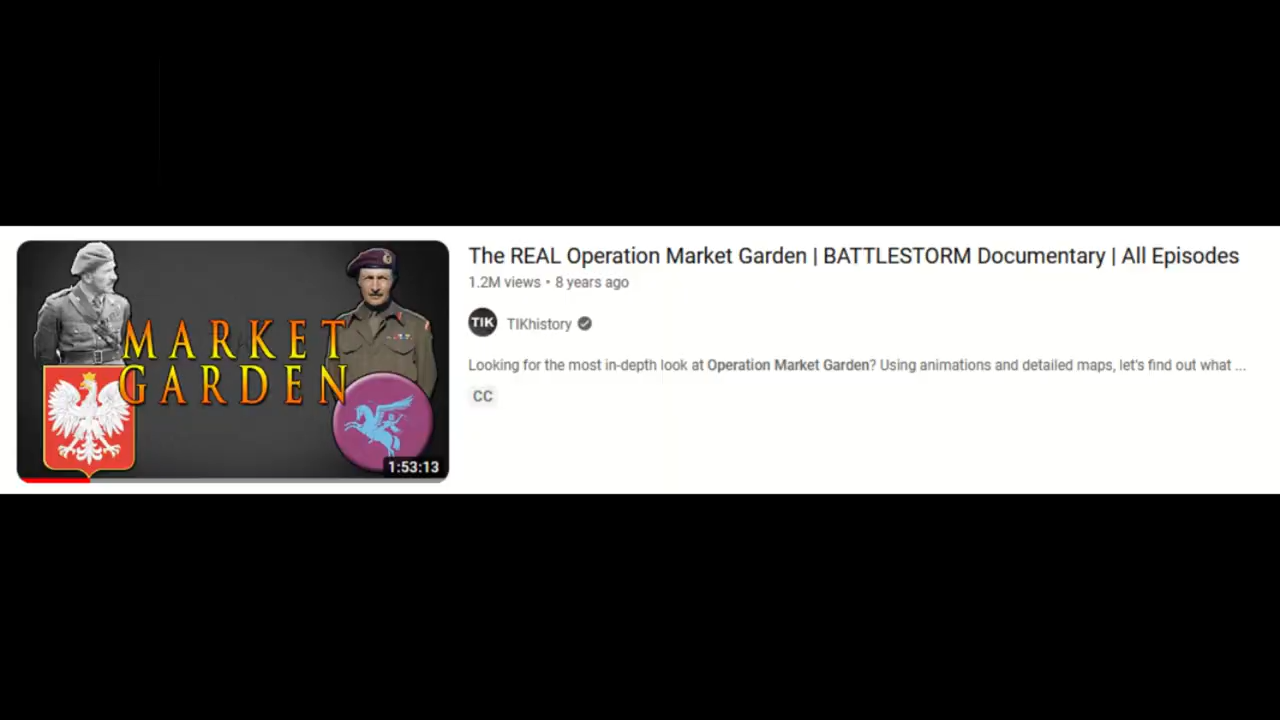 MARKET
GARDEN
1:53:13
The REAL Operation Market Garden | BATTLESTORM Documentary | All Episodes
1.2M views • 8 years ago
TIK
TIKhistory
Looking for the most in-depth look at Operation Market Garden? Using animations and detailed maps, let's find out what ...
CC